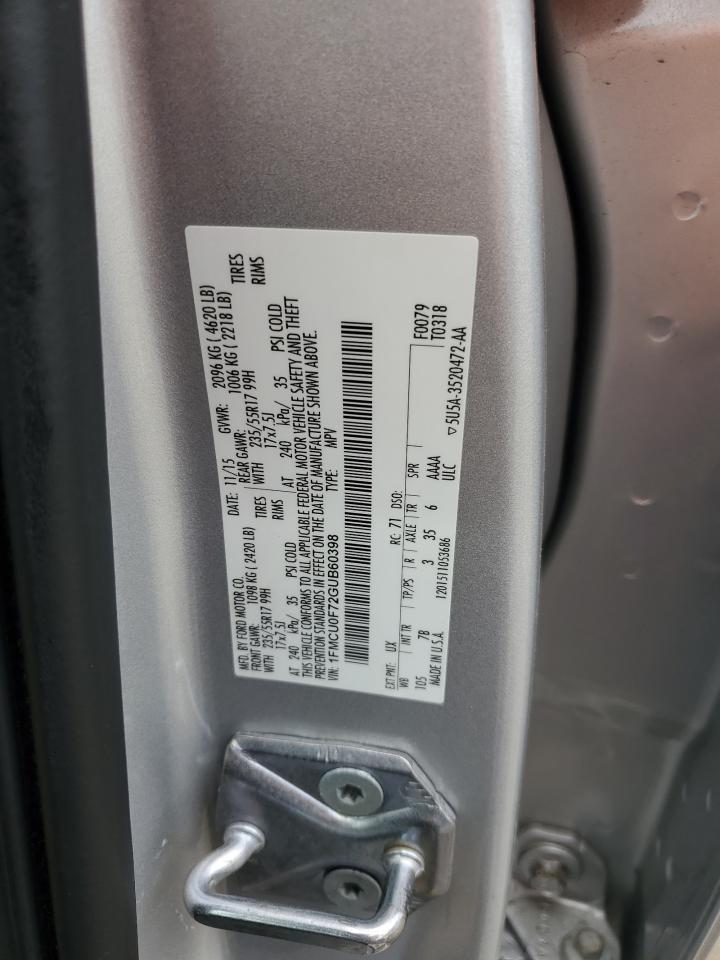 MFD. BY FORD MOTOR CO. DATE: 11/15 GVWR: 2096 KG ( 4620 LB)
FRONT GAWR: 1098 KG ( 2420 LB) REAR GAWR: 1006 KG ( 2218 LB)
WITH 235/55R17 99H TIRES WITH 235/55R17 99H TIRES
17x7.5J RIMS 17x7.5J RIMS
AT 240 kPa/ 35 PSI COLD AT 240 kPa/ 35 PSI COLD
THIS VEHICLE CONFORMS TO ALL APPLICABLE FEDERAL MOTOR VEHICLE SAFETY AND THEFT
PREVENTION STANDARDS IN EFFECT ON THE DATE OF MANUFACTURE SHOWN ABOVE.
VIN: 1FMCU0F72GUB60398 TYPE: MPV
EXT PNT: UX RC: 71 DSO: F0079
WB INT TR TP/PS R AXLE TR SPR T0318
105 7B 3 35 6 AAAA
MADE IN U.S.A. 1201511053686 ULC
▽5U5A-3520472-AA